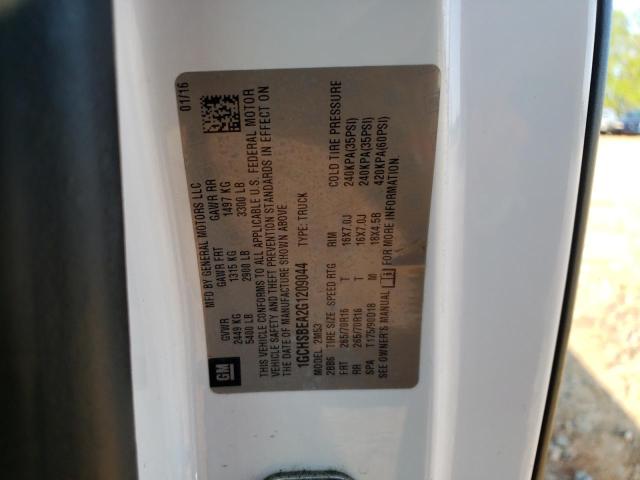 GM
MFD BY GENERAL MOTORS LLC
01/16
GVWR GAWR FRT GAWR RR
2449 KG 1315 KG 1497 KG
5400 LB 2900 LB 3300 LB
THIS VEHICLE CONFORMS TO ALL APPLICABLE U.S. FEDERAL MOTOR
VEHICLE SAFETY AND THEFT PREVENTION STANDARDS IN EFFECT ON
THE DATE OF MANUFACTURE SHOWN ABOVE
1GCHSBEA2G1209044 TYPE: TRUCK
MODEL: 2M53
2BB6 TIRE SIZE SPEED RTG RIM COLD TIRE PRESSURE
FRT 265/70R16 T 16X7.0J 240KPA(35PSI)
RR 265/70R16 T 16X7.0J 240KPA(35PSI)
SPA T175/90D18 M 18X4.5B 420KPA(60PSI)
SEE OWNER'S MANUAL FOR MORE INFORMATION.